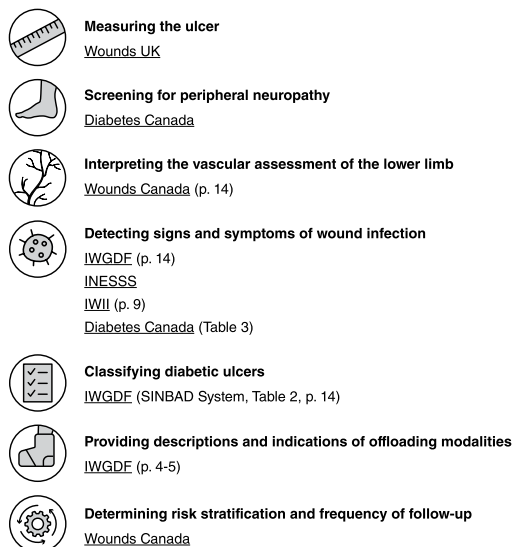 Measuring the ulcer
Wounds UK
Screening for peripheral neuropathy
Diabetes Canada
Interpreting the vascular assessment of the lower limb
Wounds Canada (p. 14)
Detecting signs and symptoms of wound infection
IWGDF (p. 14)
INESSS
IWII (p. 9)
Diabetes Canada (Table 3)
Classifying diabetic ulcers
IWGDF (SINBAD System, Table 2, p. 14)
Providing descriptions and indications of offloading modalities
IWGDF (p. 4-5)
Determining risk stratification and frequency of follow-up
Wounds Canada